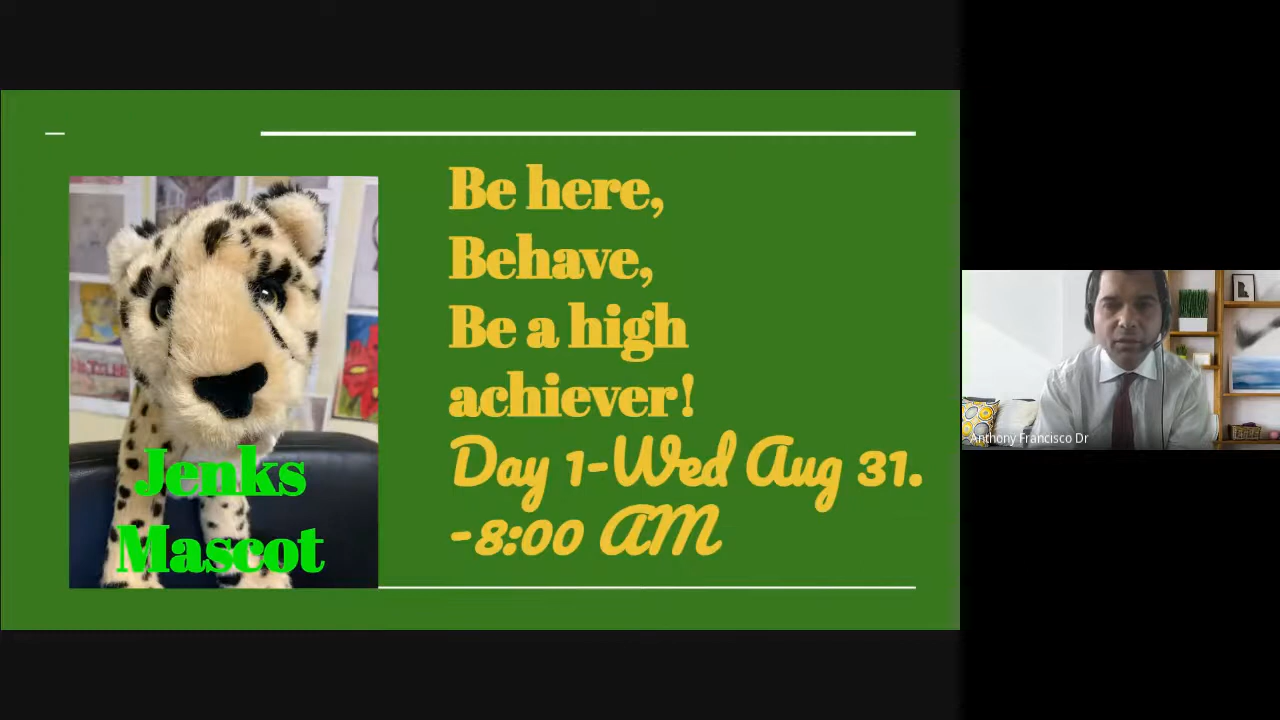 Be here,
Behave,
Be a high
achiever!
Day 1-Wed Aug 31.
-8:00 AM
Jenks
Mascot
Anthony Francisco Dr